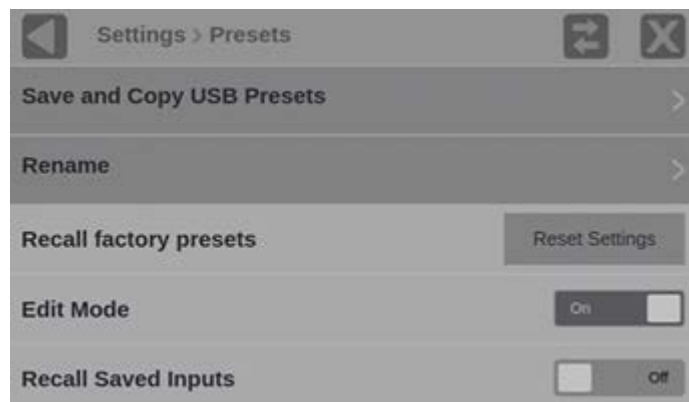 Settings > Presets
Save and Copy USB Presets
Rename
Recall factory presets
Reset Settings
Edit Mode
On
Recall Saved Inputs
Off